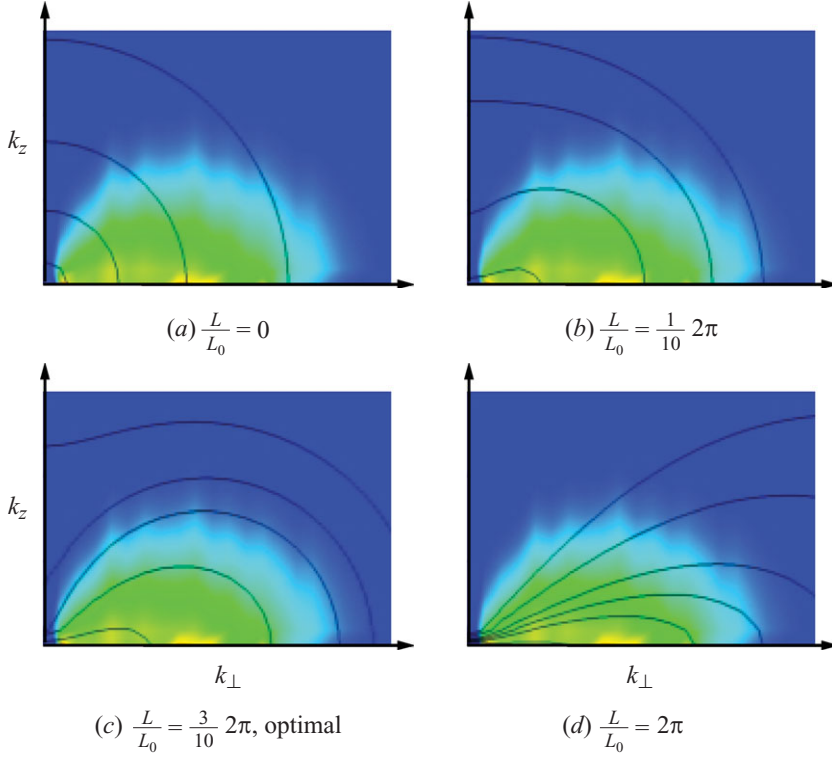 k_z
(a) L/L_0 = 0
(b) L/L_0 = 1/10 2π
k_z
k_⊥
k_⊥
(c) L/L_0 = 3/10 2π, optimal
(d) L/L_0 = 2π